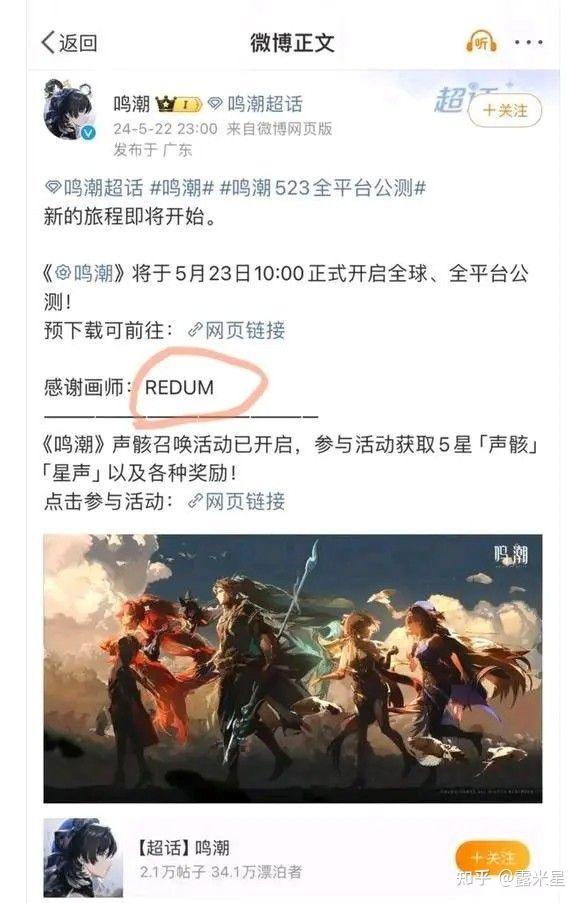 返回
微博正文
听
鸣潮 I 鸣潮超话
超话
+关注
24-5-22 23:00 来自微博网页版
发布于 广东
鸣潮超话 #鸣潮# #鸣潮523全平台公测#
新的旅程即将开始。
《鸣潮》将于5月23日10:00正式开启全球、全平台公
测！
预下载可前往：网页链接
感谢画师：REDUM
————————————
《鸣潮》声骸召唤活动已开启，参与活动获取5星「声骸」
「星声」以及各种奖励！
点击参与活动：网页链接
鸣潮
【超话】鸣潮
2.1万帖子 34.1万漂泊者
+关注
知乎 @露米星